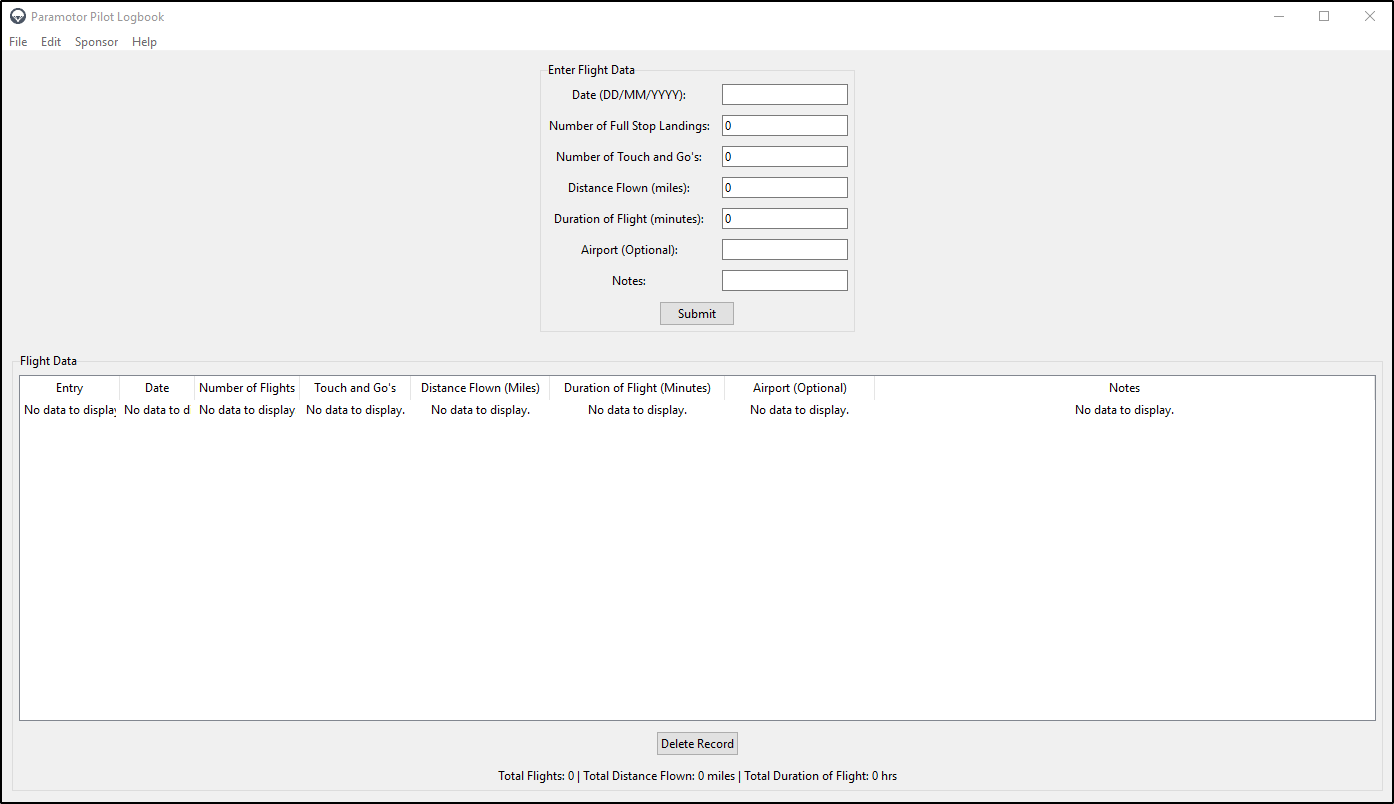 Paramotor Pilot Logbook
File Edit Sponsor Help
Enter Flight Data
Date (DD/MM/YYYY):
Number of Full Stop Landings: 0
Number of Touch and Go's: 0
Distance Flown (miles): 0
Duration of Flight (minutes): 0
Airport (Optional):
Notes:
Submit
Flight Data
Entry Date Number of Flights Touch and Go's Distance Flown (Miles) Duration of Flight (Minutes) Airport (Optional) Notes
No data to display No data to d No data to display No data to display. No data to display. No data to display. No data to display. No data to display.
Delete Record
Total Flights: 0 | Total Distance Flown: 0 miles | Total Duration of Flight: 0 hrs